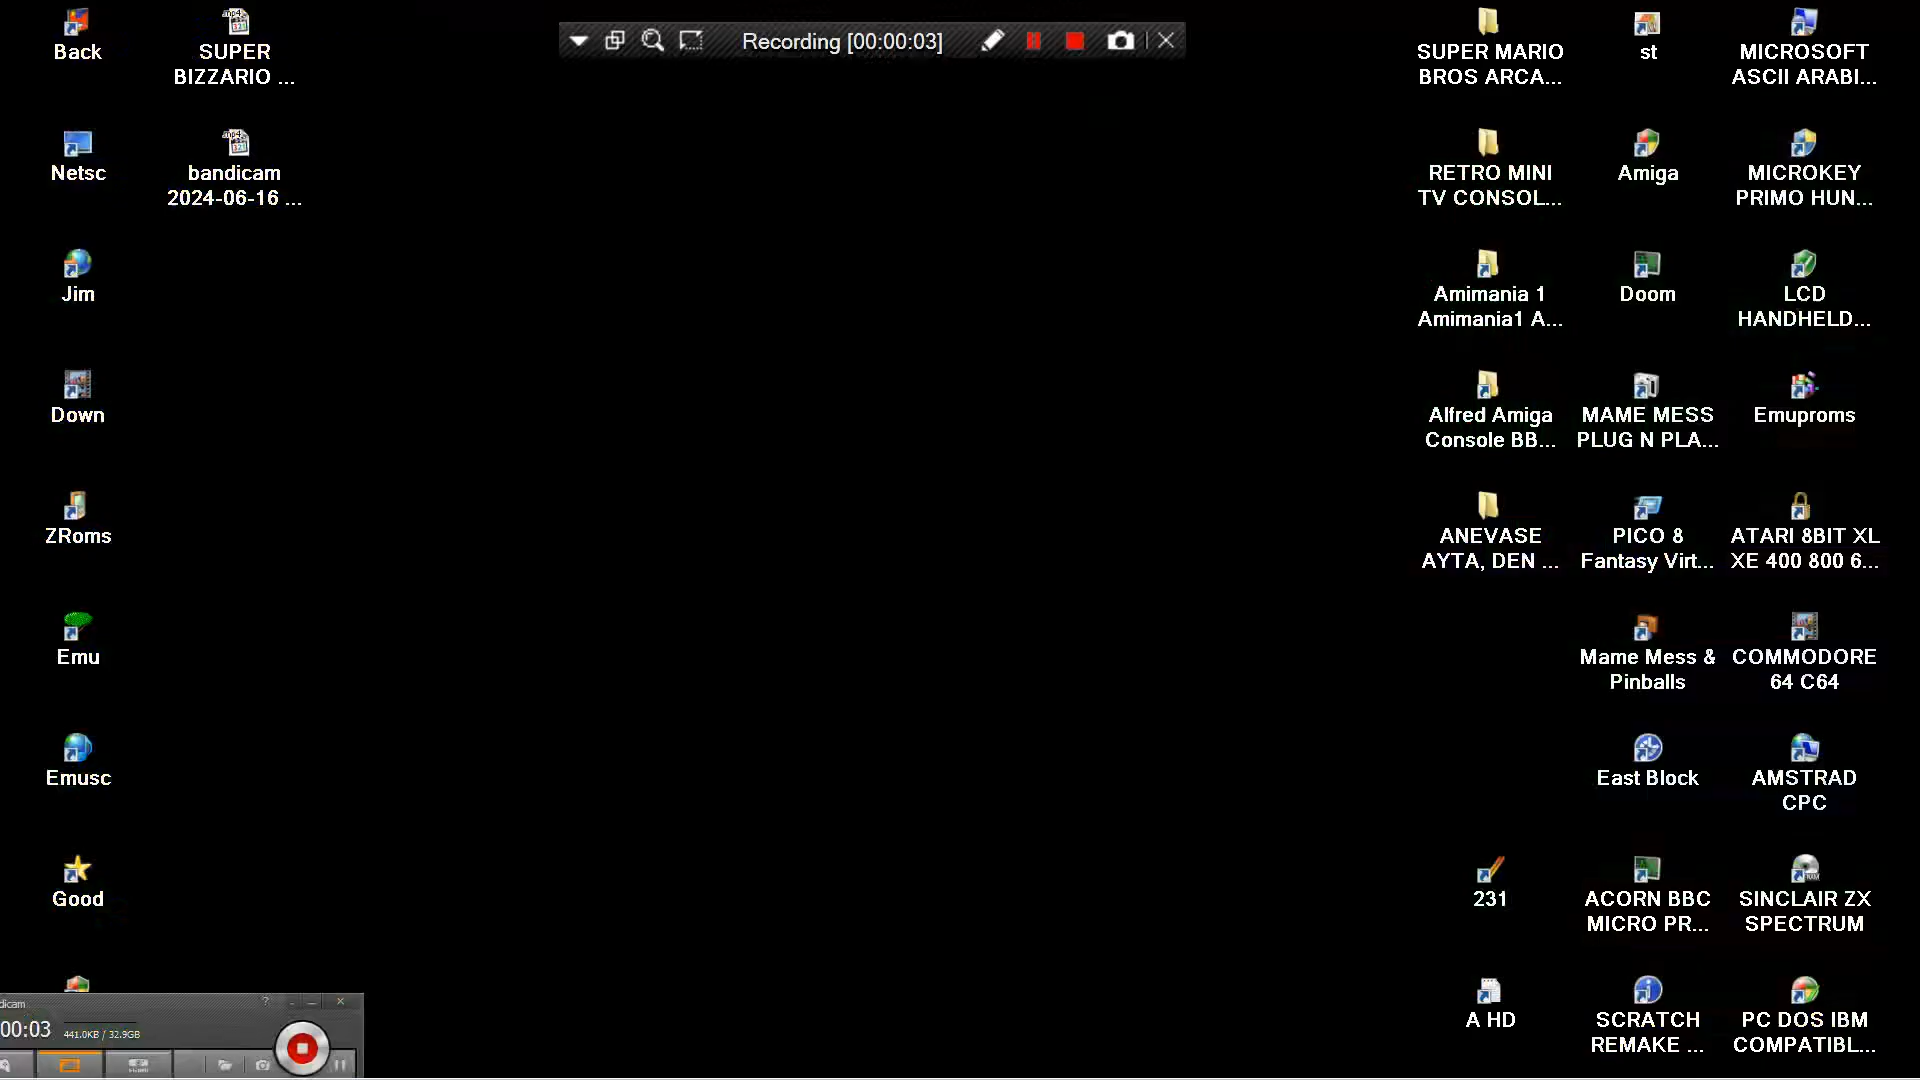 Recording [00:00:03]
Back
SUPER
BIZZARIO ...
Netsc
bandicam
2024-06-16 ...
Jim
Down
ZRoms
Emu
Emusc
Good
SUPER MARIO
BROS ARCA...
st
MICROSOFT
ASCII ARABI...
RETRO MINI
TV CONSOL...
Amiga
MICROKEY
PRIMO HUN...
Amimania 1
Amimania1 A...
Doom
LCD
HANDHELD...
Alfred Amiga
Console BB...
MAME MESS
PLUG N PLA...
Emuproms
ANEVASE
AYTA, DEN ...
PICO 8
Fantasy Virt...
ATARI 8BIT XL
XE 400 800 6...
Mame Mess &
Pinballs
COMMODORE
64 C64
East Block
AMSTRAD
CPC
231
ACORN BBC
MICRO PR...
SINCLAIR ZX
SPECTRUM
A HD
SCRATCH
REMAKE ...
PC DOS IBM
COMPATIBL...
dicam
00:03
441.0KB / 32.9GB